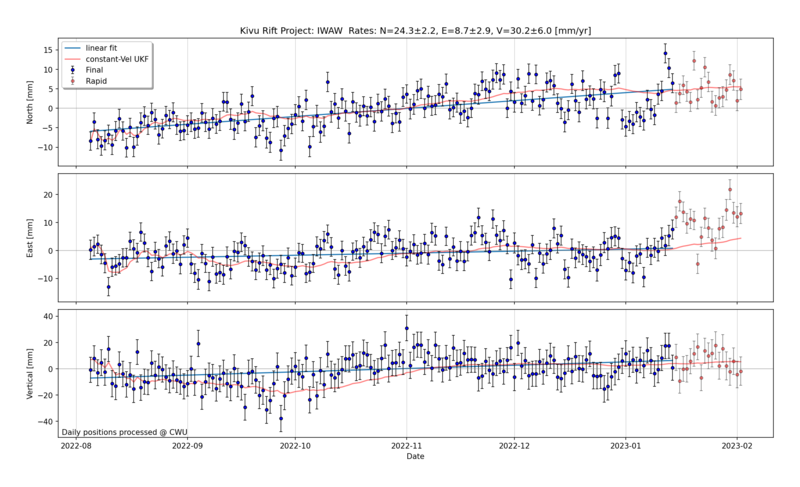 Kivu Rift Project: IWAW  Rates: N=24.3±2.2, E=8.7±2.9, V=30.2±6.0 [mm/yr]
linear fit
constant-Vel UKF
Final
Rapid
North [mm]
15
10
5
0
−5
−10
East [mm]
20
10
0
−10
Vertical [mm]
40
20
0
−20
−40
Daily positions processed @ CWU
2022-08
2022-09
2022-10
2022-11
2022-12
2023-01
2023-02
Date